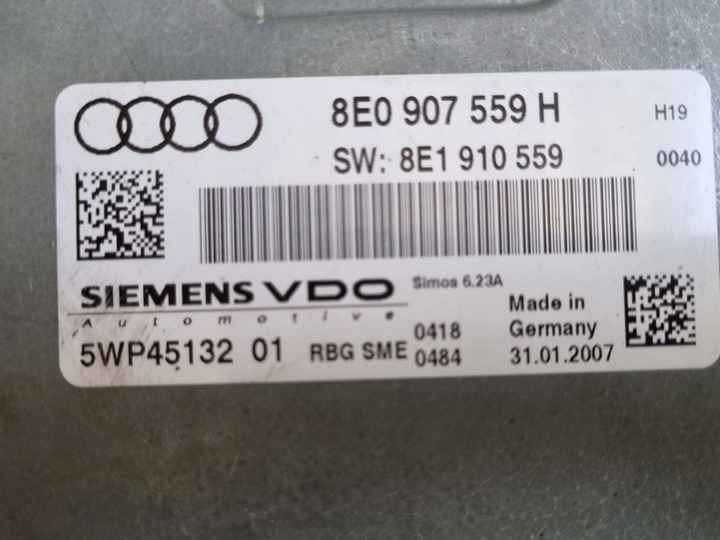 8E0 907 559 H H19
SW: 8E1 910 559 0040
SIEMENS VDO Simos 6.23A
Automotive
5WP45132 01 RBG SME 0418 0484
Made in
Germany
31.01.2007